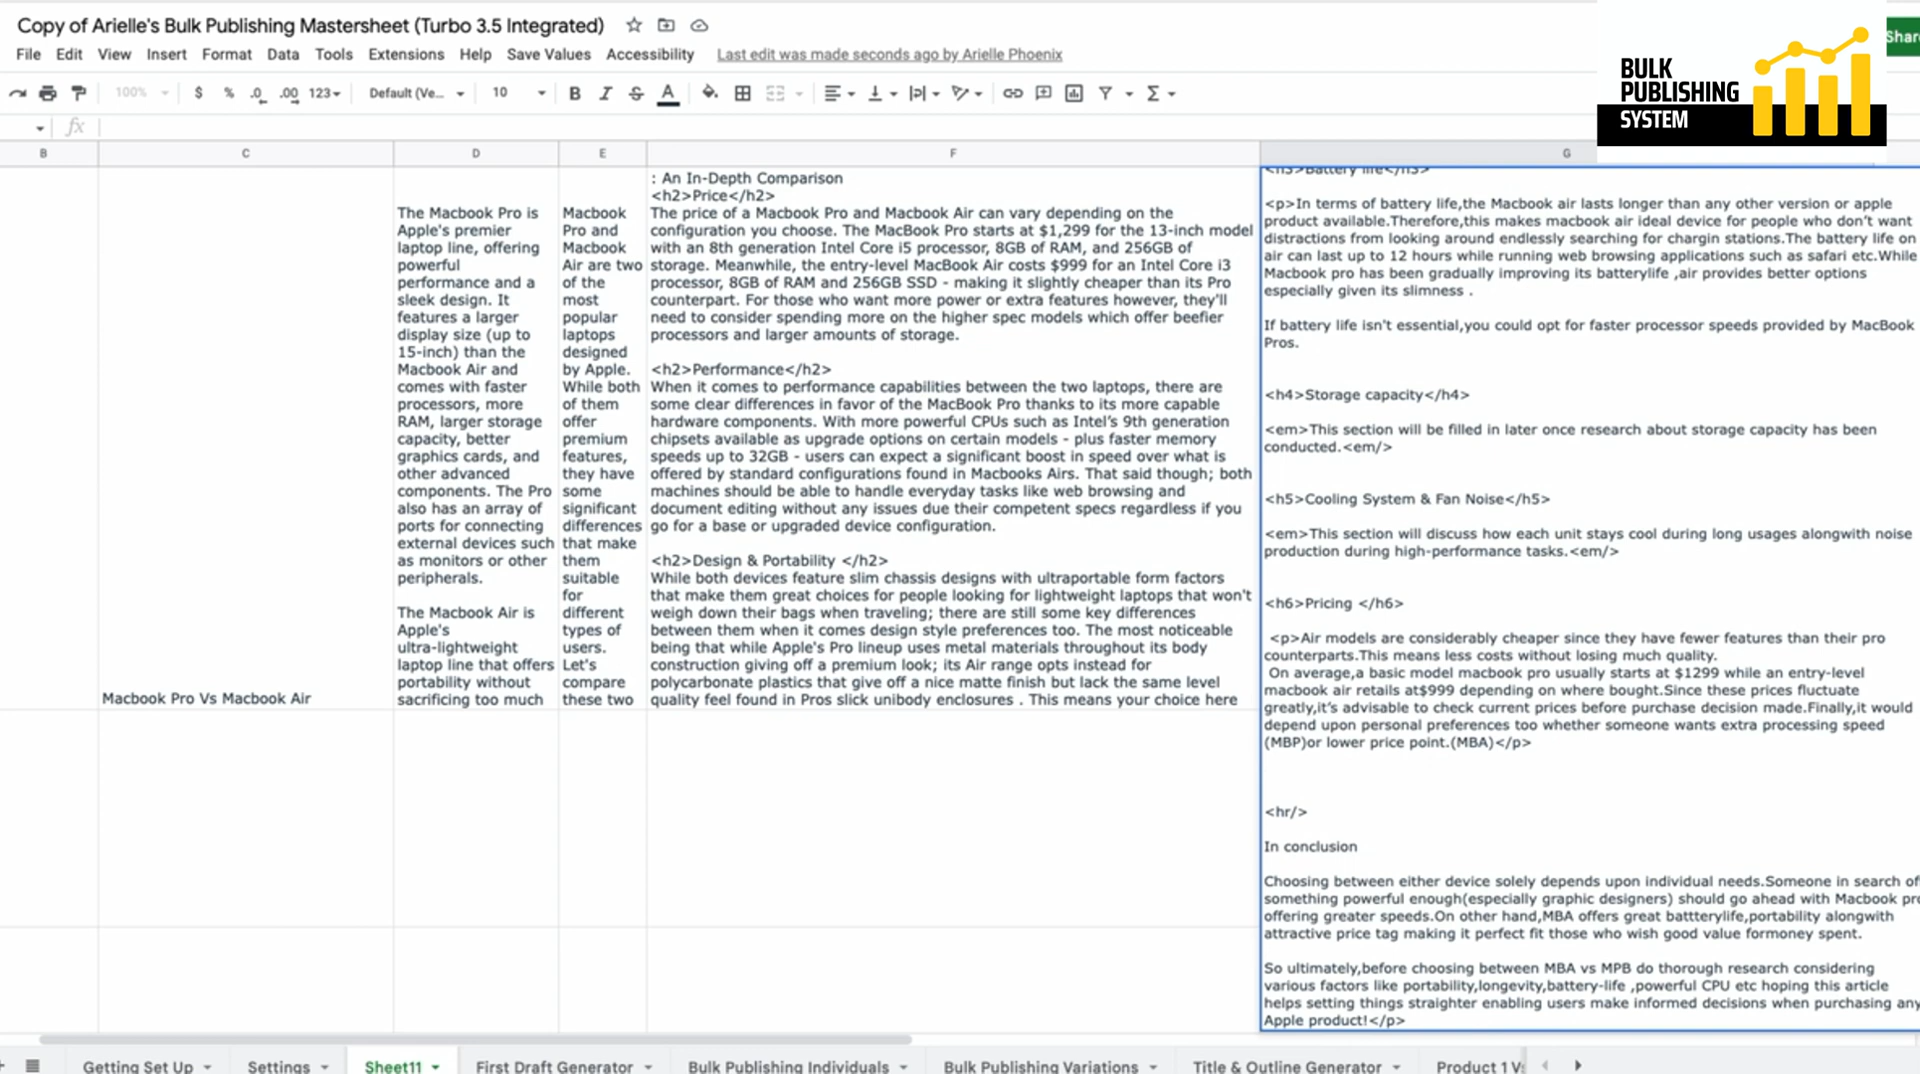 Copy of Arielle's Bulk Publishing Mastersheet (Turbo 3.5 Integrated)
File Edit View Insert Format Data Tools Extensions Help Save Values Accessibility Last edit was made seconds ago by Arielle Phoenix
Share
BULK
PUBLISHING
SYSTEM
100% $ % .0 .00 123 Default (Ve... 10 B I S A
fx
B C D E F G
Macbook Pro Vs Macbook Air
The Macbook Pro is
Apple's premier
laptop line, offering
powerful
performance and a
sleek design. It
features a larger
display size (up to
15-inch) than the
Macbook Air and
comes with faster
processors, more
RAM, larger storage
capacity, better
graphics cards, and
other advanced
components. The Pro
also has an array of
ports for connecting
external devices such
as monitors or other
peripherals.
The Macbook Air is
Apple's
ultra-lightweight
laptop line that offers
portability without
sacrificing too much
Macbook
Pro and
Macbook
Air are two
of the
most
popular
laptops
designed
by Apple.
While both
of them
offer
premium
features,
they have
some
significant
differences
that make
them
suitable
for
different
types of
users.
Let's
compare
these two
: An In-Depth Comparison
<h2>Price</h2>
The price of a Macbook Pro and Macbook Air can vary depending on the
configuration you choose. The MacBook Pro starts at $1,299 for the 13-inch model
with an 8th generation Intel Core i5 processor, 8GB of RAM, and 256GB of
storage. Meanwhile, the entry-level MacBook Air costs $999 for an Intel Core i3
processor, 8GB of RAM and 256GB SSD - making it slightly cheaper than its Pro
counterpart. For those who want more power or extra features however, they'll
need to consider spending more on the higher spec models which offer beefier
processors and larger amounts of storage.
<h2>Performance</h2>
When it comes to performance capabilities between the two laptops, there are
some clear differences in favor of the MacBook Pro thanks to its more capable
hardware components. With more powerful CPUs such as Intel's 9th generation
chipsets available as upgrade options on certain models - plus faster memory
speeds up to 32GB - users can expect a significant boost in speed over what is
offered by standard configurations found in Macbooks Airs. That said though; both
machines should be able to handle everyday tasks like web browsing and
document editing without any issues due their competent specs regardless if you
go for a base or upgraded device configuration.
<h2>Design & Portability </h2>
While both devices feature slim chassis designs with ultraportable form factors
that make them great choices for people looking for lightweight laptops that won't
weigh down their bags when traveling; there are still some key differences
between them when it comes design style preferences too. The most noticeable
being that while Apple's Pro lineup uses metal materials throughout its body
construction giving off a premium look; its Air range opts instead for
polycarbonate plastics that give off a nice matte finish but lack the same level
quality feel found in Pros slick unibody enclosures . This means your choice here
<h3>Battery life</h3>
<p>In terms of battery life,the Macbook air lasts longer than any other version or apple
product available.Therefore,this makes macbook air ideal device for people who don't want
distractions from looking around endlessly searching for chargin stations.The battery life on
air can last up to 12 hours while running web browsing applications such as safari etc.While
Macbook pro has been gradually improving its batterylife ,air provides better options
especially given its slimness .
If battery life isn't essential,you could opt for faster processor speeds provided by MacBook
Pros.
<h4>Storage capacity</h4>
<em>This section will be filled in later once research about storage capacity has been
conducted.<em/>
<h5>Cooling System & Fan Noise</h5>
<em>This section will discuss how each unit stays cool during long usages alongwith noise
production during high-performance tasks.<em/>
<h6>Pricing </h6>
<p>Air models are considerably cheaper since they have fewer features than their pro
counterparts.This means less costs without losing much quality.
On average,a basic model macbook pro usually starts at $1299 while an entry-level
macbook air retails at$999 depending on where bought.Since these prices fluctuate
greatly,it's advisable to check current prices before purchase decision made.Finally,it would
depend upon personal preferences too whether someone wants extra processing speed
(MBP)or lower price point.(MBA)</p>
<hr/>
In conclusion
Choosing between either device solely depends upon individual needs.Someone in search of
something powerful enough(especially graphic designers) should go ahead with Macbook pro
offering greater speeds.On other hand,MBA offers great battterylife,portability alongwith
attractive price tag making it perfect fit those who wish good value formoney spent.
So ultimately,before choosing between MBA vs MPB do thorough research considering
various factors like portability,longevity,battery-life ,powerful CPU etc hoping this article
helps setting things straighter enabling users make informed decisions when purchasing any
Apple product!</p>
Getting Set Up Settings Sheet11 First Draft Generator Bulk Publishing Individuals Bulk Publishing Variations Title & Outline Generator Product 1 V